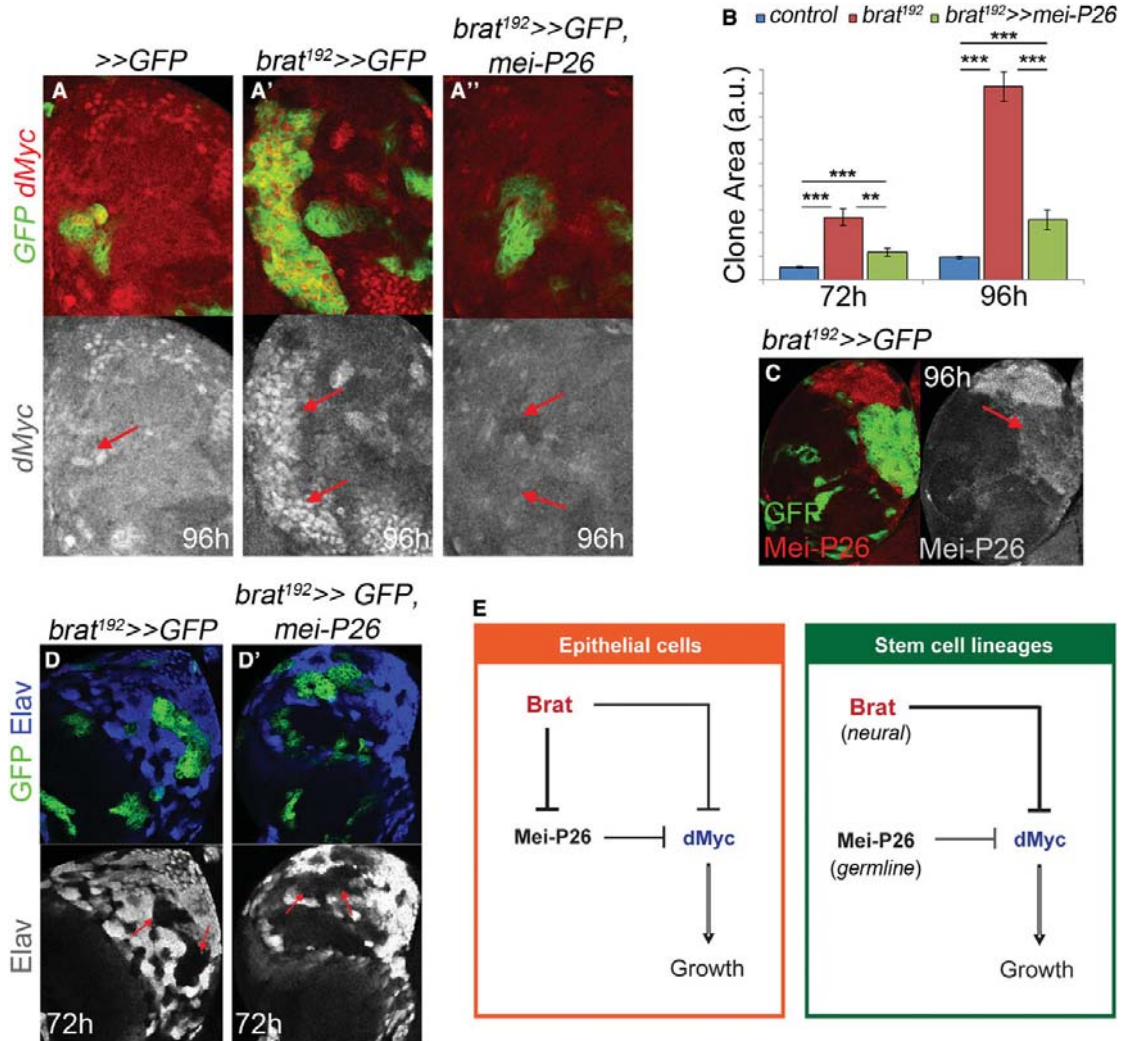 A
>>GFP
A'
brat¹⁹²>>GFP
A''
brat¹⁹²>>GFP,
mei-P26
GFP dMyc
dMyc
96h
96h
96h
B
control
brat¹⁹²
brat¹⁹²>>mei-P26
Clone Area (a.u.)
***
***
**
***
***
***
72h
96h
brat¹⁹²>>GFP
C
96h
GFP
Mei-P26
Mei-P26
brat¹⁹²>>GFP
brat¹⁹²>> GFP,
mei-P26
D
D'
GFP Elav
Elav
72h
72h
E
Epithelial cells
Brat
Mei-P26
dMyc
Growth
Stem cell lineages
Brat
(neural)
Mei-P26
(germline)
dMyc
Growth